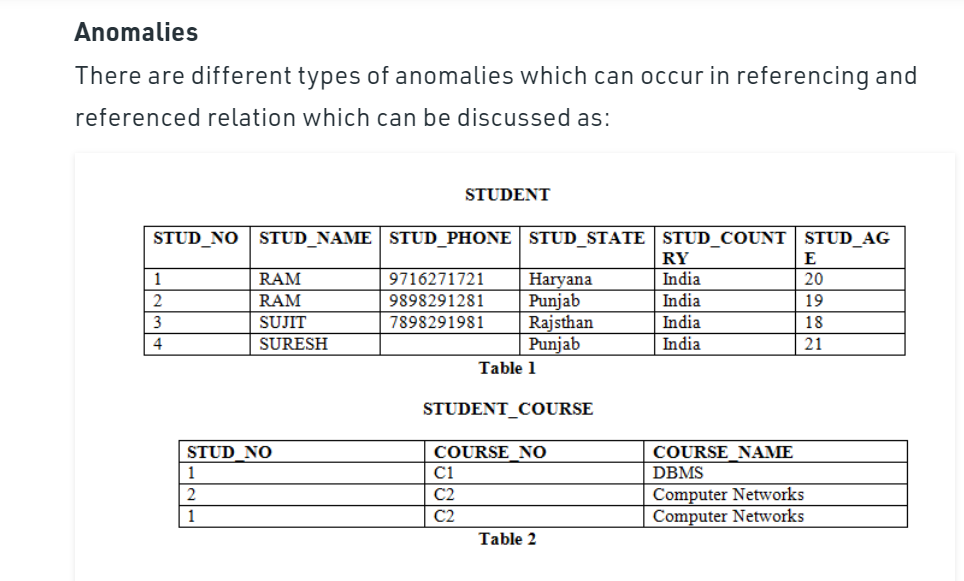 Anomalies
There are different types of anomalies which can occur in referencing and
referenced relation which can be discussed as:
STUDENT
STUD_NO STUD_NAME STUD_PHONE STUD_STATE STUD_COUNT STUD_AG
RY E
1 RAM 9716271721 Haryana India 20
2 RAM 9898291281 Punjab India 19
3 SUJIT 7898291981 Rajsthan India 18
4 SURESH Punjab India 21
Table 1
STUDENT_COURSE
STUD_NO COURSE_NO COURSE_NAME
1 C1 DBMS
2 C2 Computer Networks
1 C2 Computer Networks
Table 2